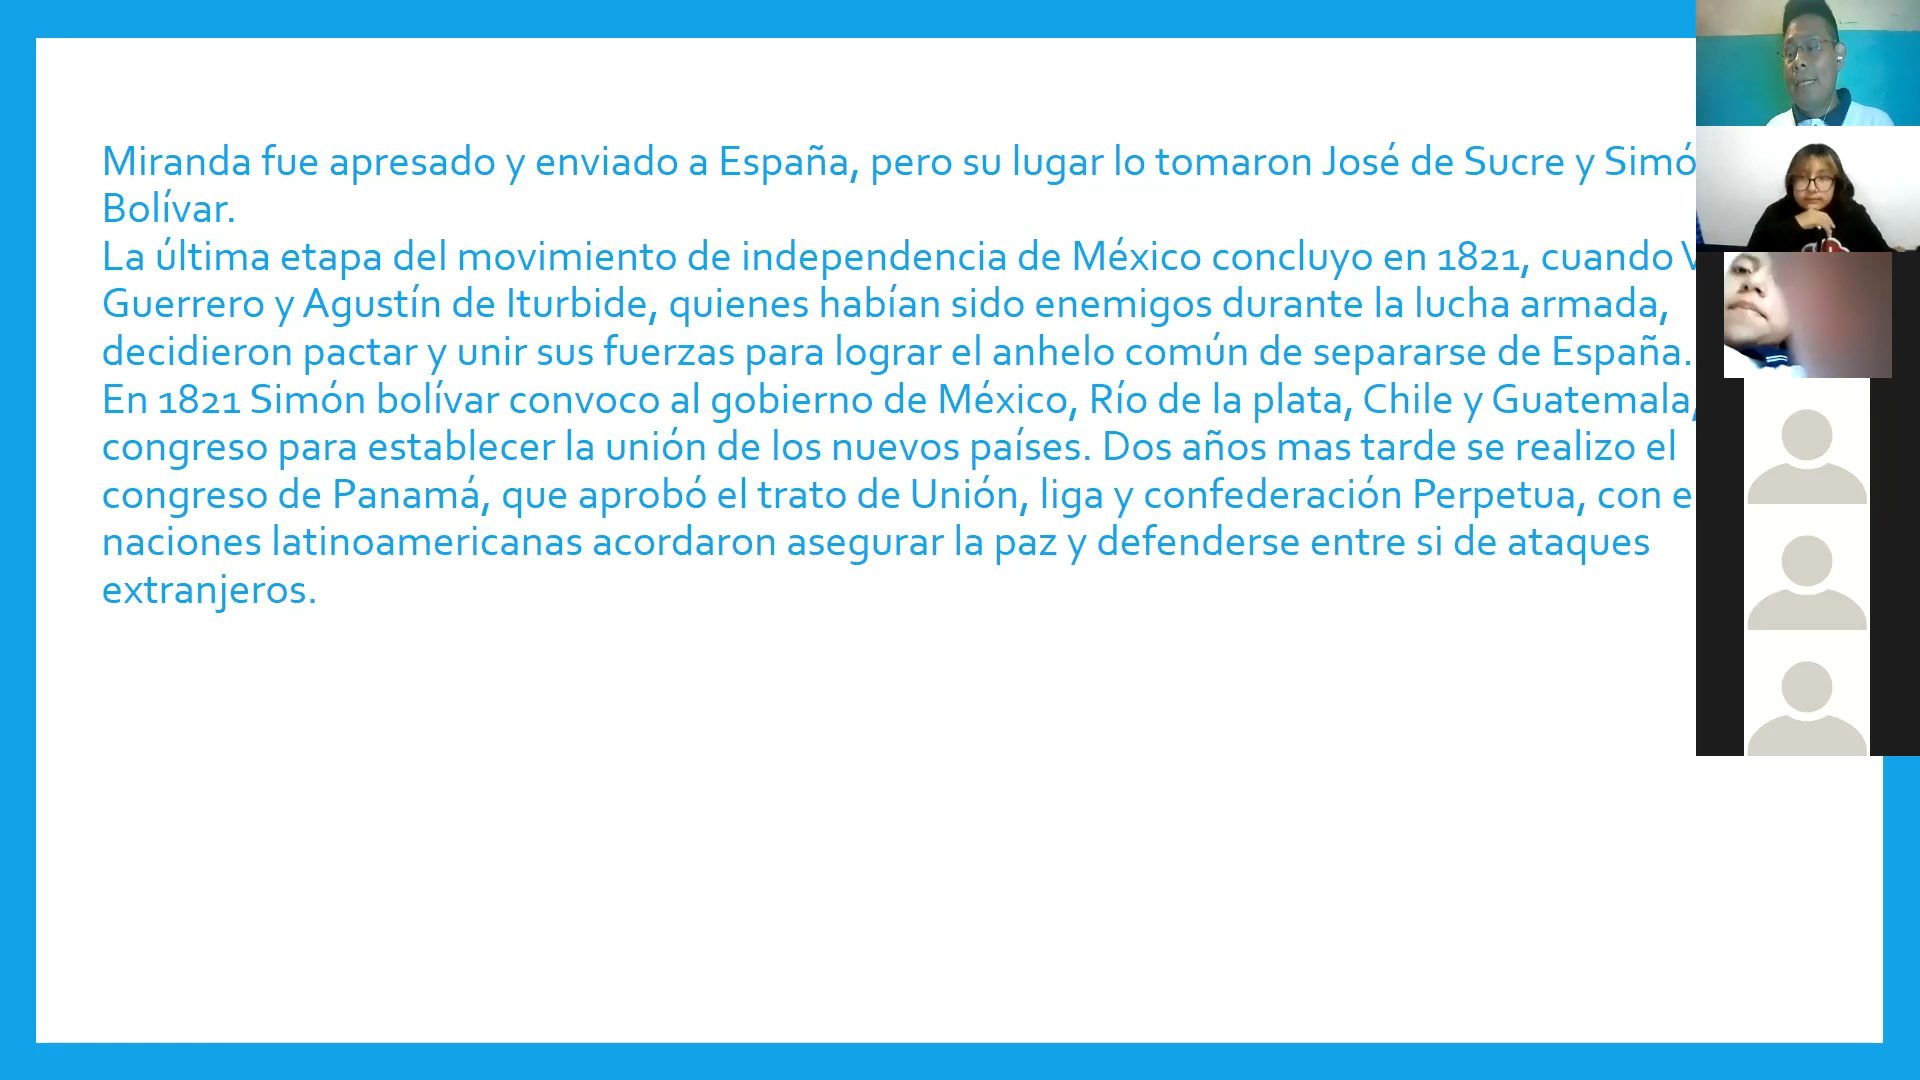 Miranda fue apresado y enviado a España, pero su lugar lo tomaron José de Sucre y
Bolívar.
La última etapa del movimiento de independencia de México concluyo en 1821, cuando
Guerrero y Agustín de Iturbide, quienes habían sido enemigos durante la lucha armada,
decidieron pactar y unir sus fuerzas para lograr el anhelo común de separarse de España.
En 1821 Simón bolívar convoco al gobierno de México, Río de la plata, Chile y Guatemala,
congreso para establecer la unión de los nuevos países. Dos años mas tarde se realizo el
congreso de Panamá, que aprobó el trato de Unión, liga y confederación Perpetua, con
naciones latinoamericanas acordaron asegurar la paz y defenderse entre si de ataques
extranjeros.